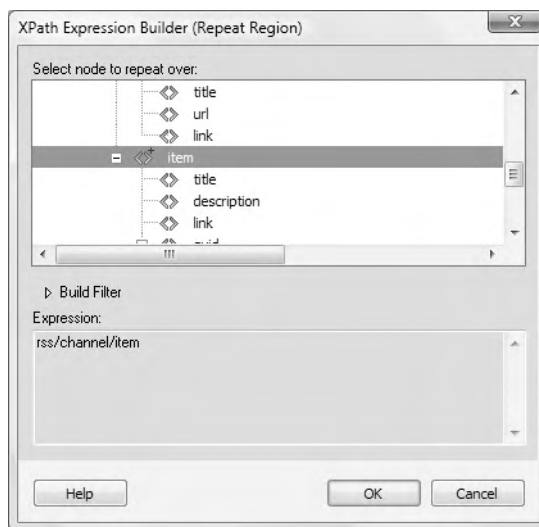 XPath Expression Builder (Repeat Region)
Select node to repeat over:
title
url
link
item
title
description
link
Build Filter
Expression:
rss/channel/item
Help OK Cancel